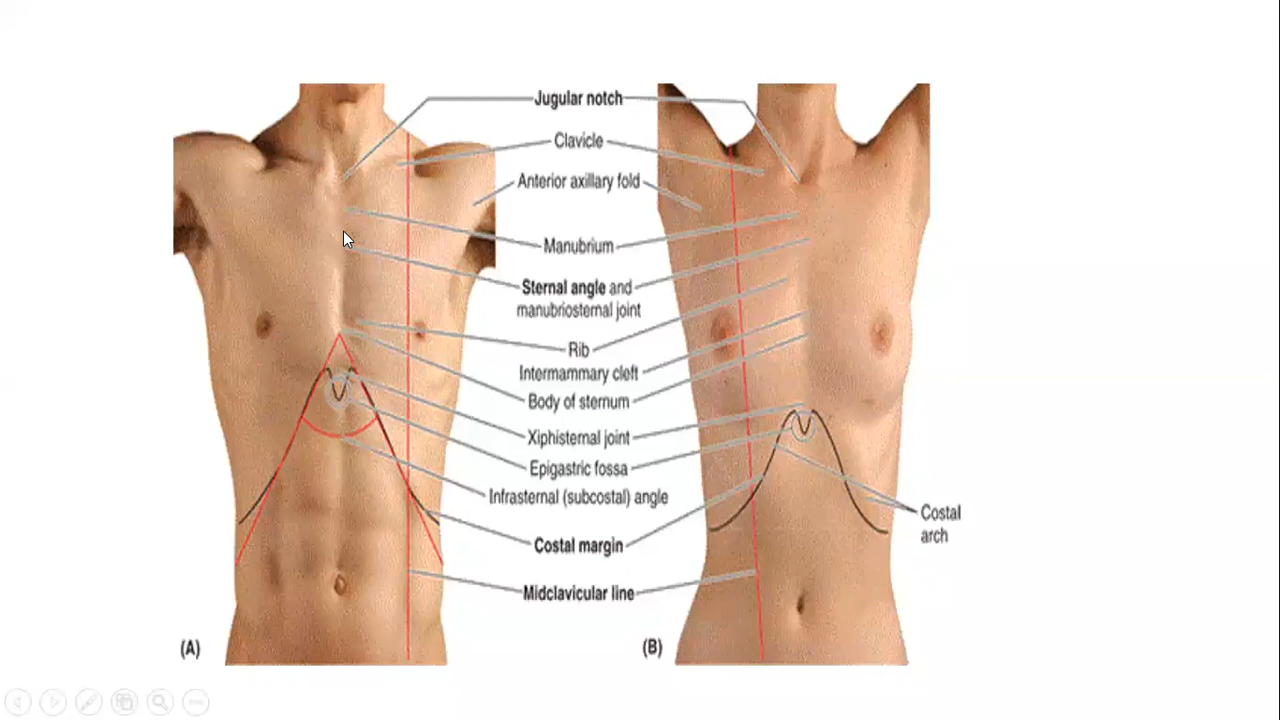 Jugular notch
Clavicle
Anterior axillary fold
Manubrium
Sternal angle and
manubriosternal joint
Rib
Intermammary cleft
Body of sternum
Xiphisternal joint
Epigastric fossa
Infrasternal (subcostal) angle
Costal
arch
Costal margin
Midclavicular line
(A)
(B)